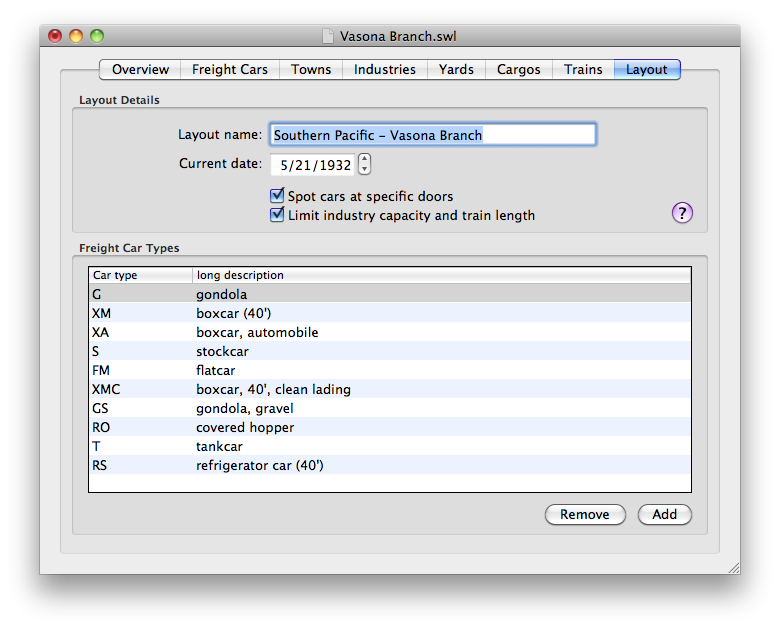 Vasona Branch.swl
Overview Freight Cars Towns Industries Yards Cargos Trains Layout
Layout Details
Layout name: Southern Pacific - Vasona Branch
Current date: 5/21/1932
Spot cars at specific doors
Limit industry capacity and train length
?
Freight Car Types
Car type long description
G gondola
XM boxcar (40')
XA boxcar, automobile
S stockcar
FM flatcar
XMC boxcar, 40', clean lading
GS gondola, gravel
RO covered hopper
T tankcar
RS refrigerator car (40')
Remove Add